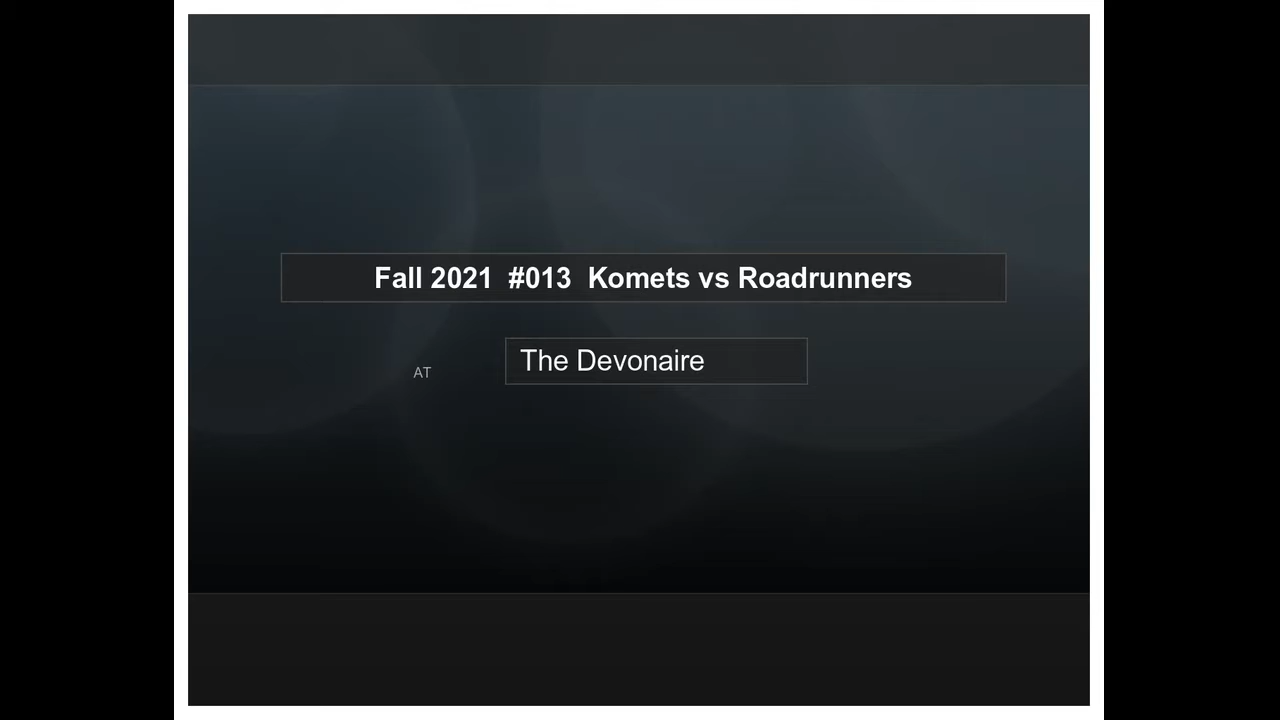 Fall 2021  #013  Komets vs Roadrunners
AT The Devonaire